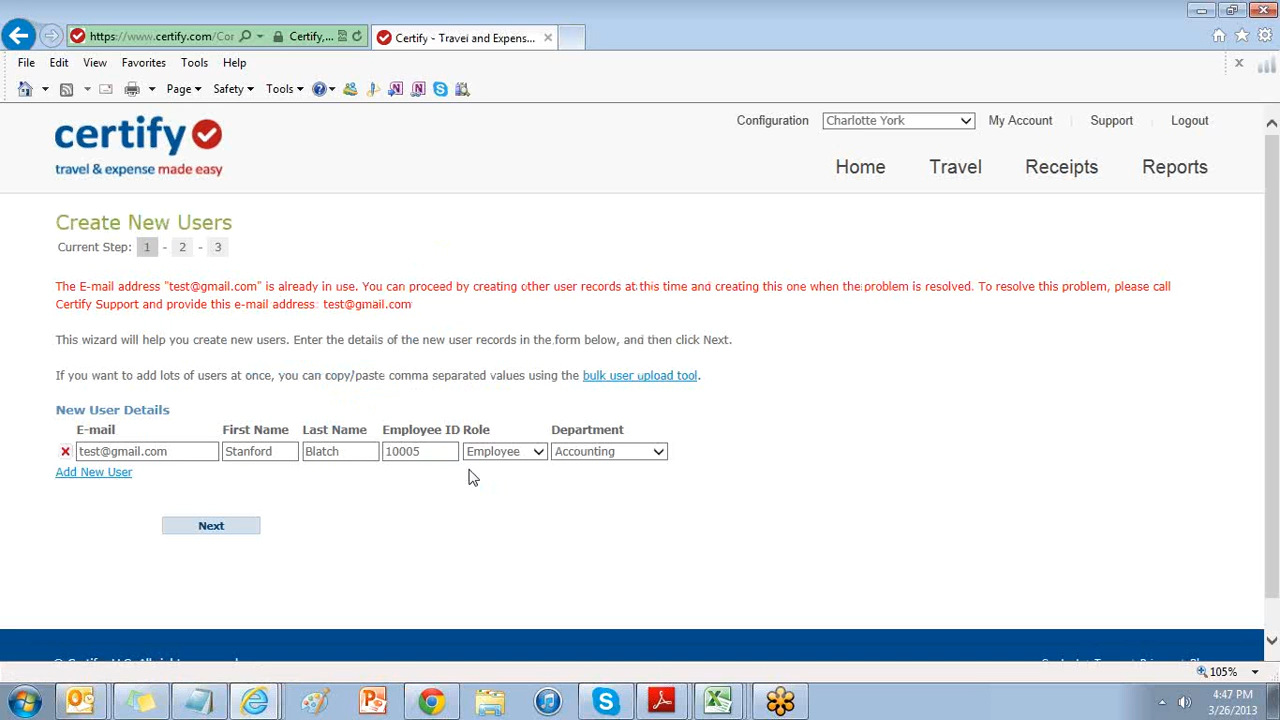 https://www.certify.com/Cor
Certify,...
Certify - Travel and Expens...
File Edit View Favorites Tools Help
Page Safety Tools
certify
travel & expense made easy
Configuration Charlotte York My Account Support Logout
Home Travel Receipts Reports
Create New Users
Current Step: 1 - 2 - 3
The E-mail address "test@gmail.com" is already in use. You can proceed by creating other user records at this time and creating this one when the problem is resolved. To resolve this problem, please call
Certify Support and provide this e-mail address: test@gmail.com
This wizard will help you create new users. Enter the details of the new user records in the form below, and then click Next.
If you want to add lots of users at once, you can copy/paste comma separated values using the bulk user upload tool.
New User Details
E-mail First Name Last Name Employee ID Role Department
test@gmail.com Stanford Blatch 10005 Employee Accounting
Add New User
Next
105%
4:47 PM
3/26/2013